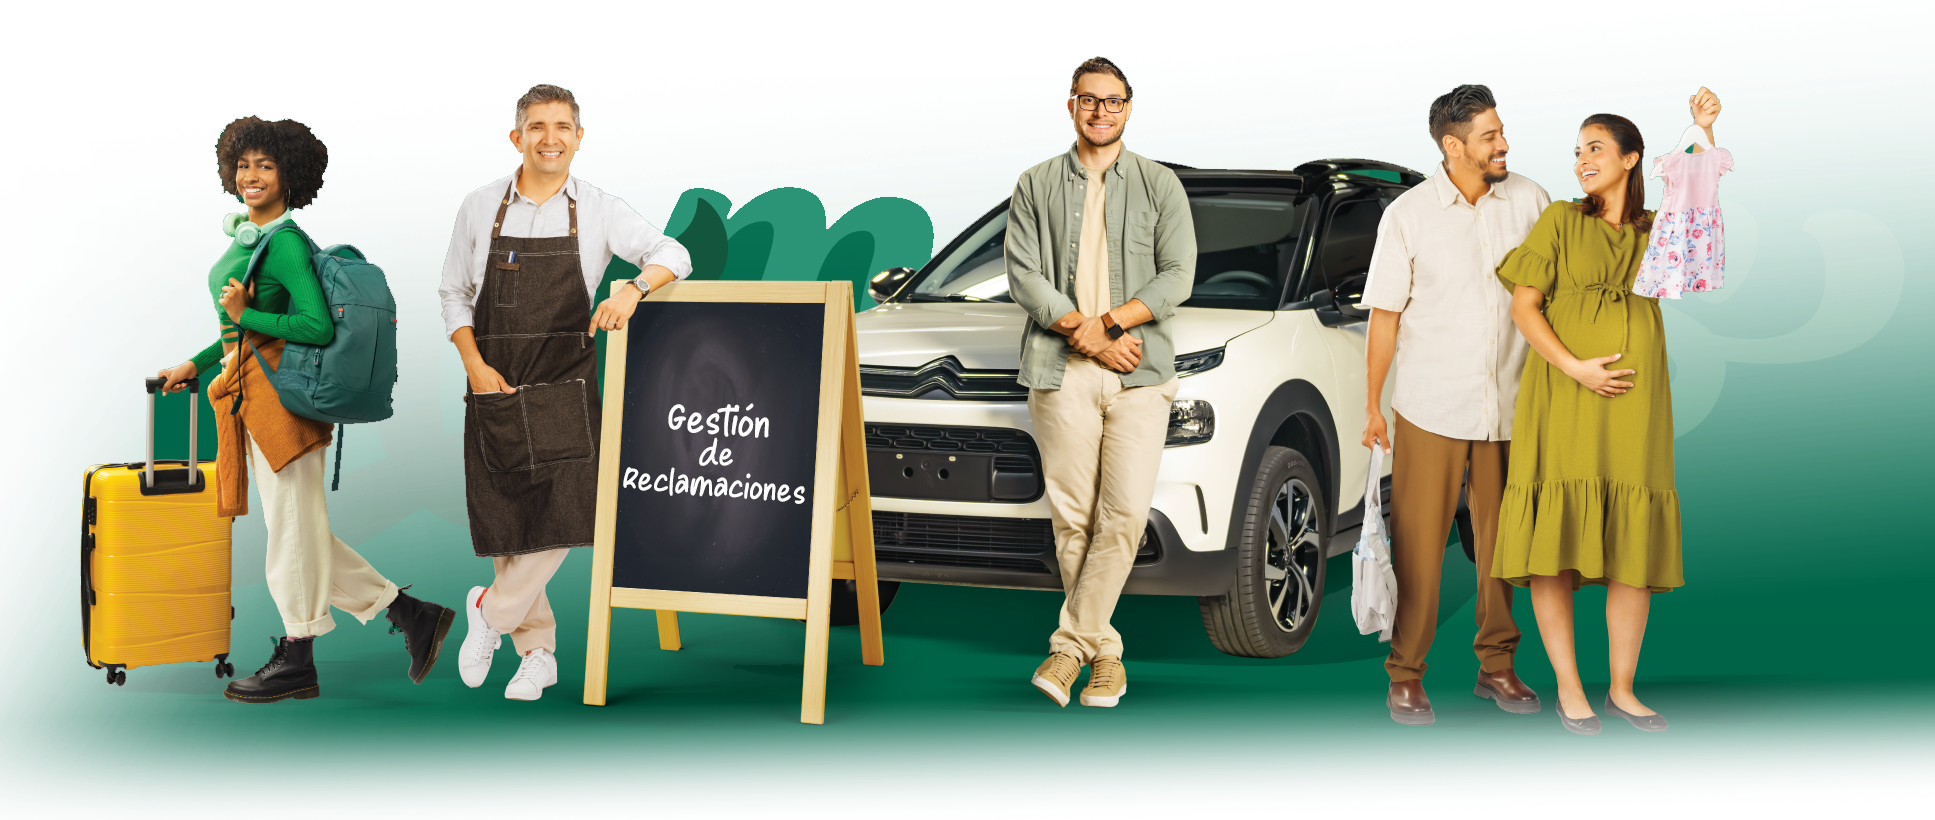 m
Gestión
de
Reclamaciones